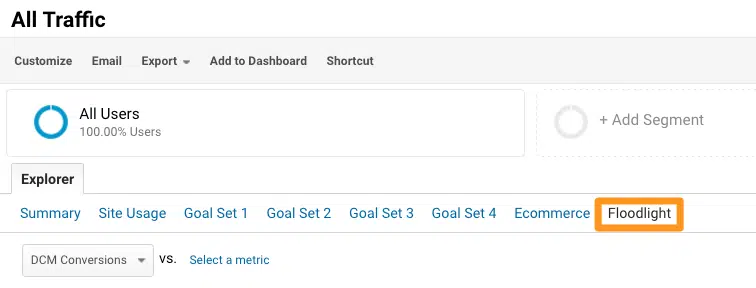 All Traffic
Customize Email Export Add to Dashboard Shortcut
All Users
100.00% Users
+ Add Segment
Explorer
Summary Site Usage Goal Set 1 Goal Set 2 Goal Set 3 Goal Set 4 Ecommerce Floodlight
DCM Conversions vs. Select a metric